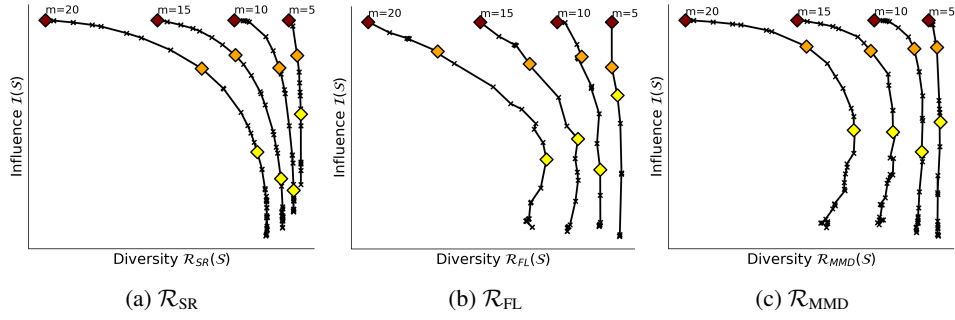 m=20 m=15 m=10 m=5
Influence I(S)
Diversity R_SR(S)
(a) R_SR
m=20 m=15 m=10 m=5
Influence I(S)
Diversity R_FL(S)
(b) R_FL
m=20 m=15 m=10 m=5
Influence I(S)
Diversity R_MMD(S)
(c) R_MMD